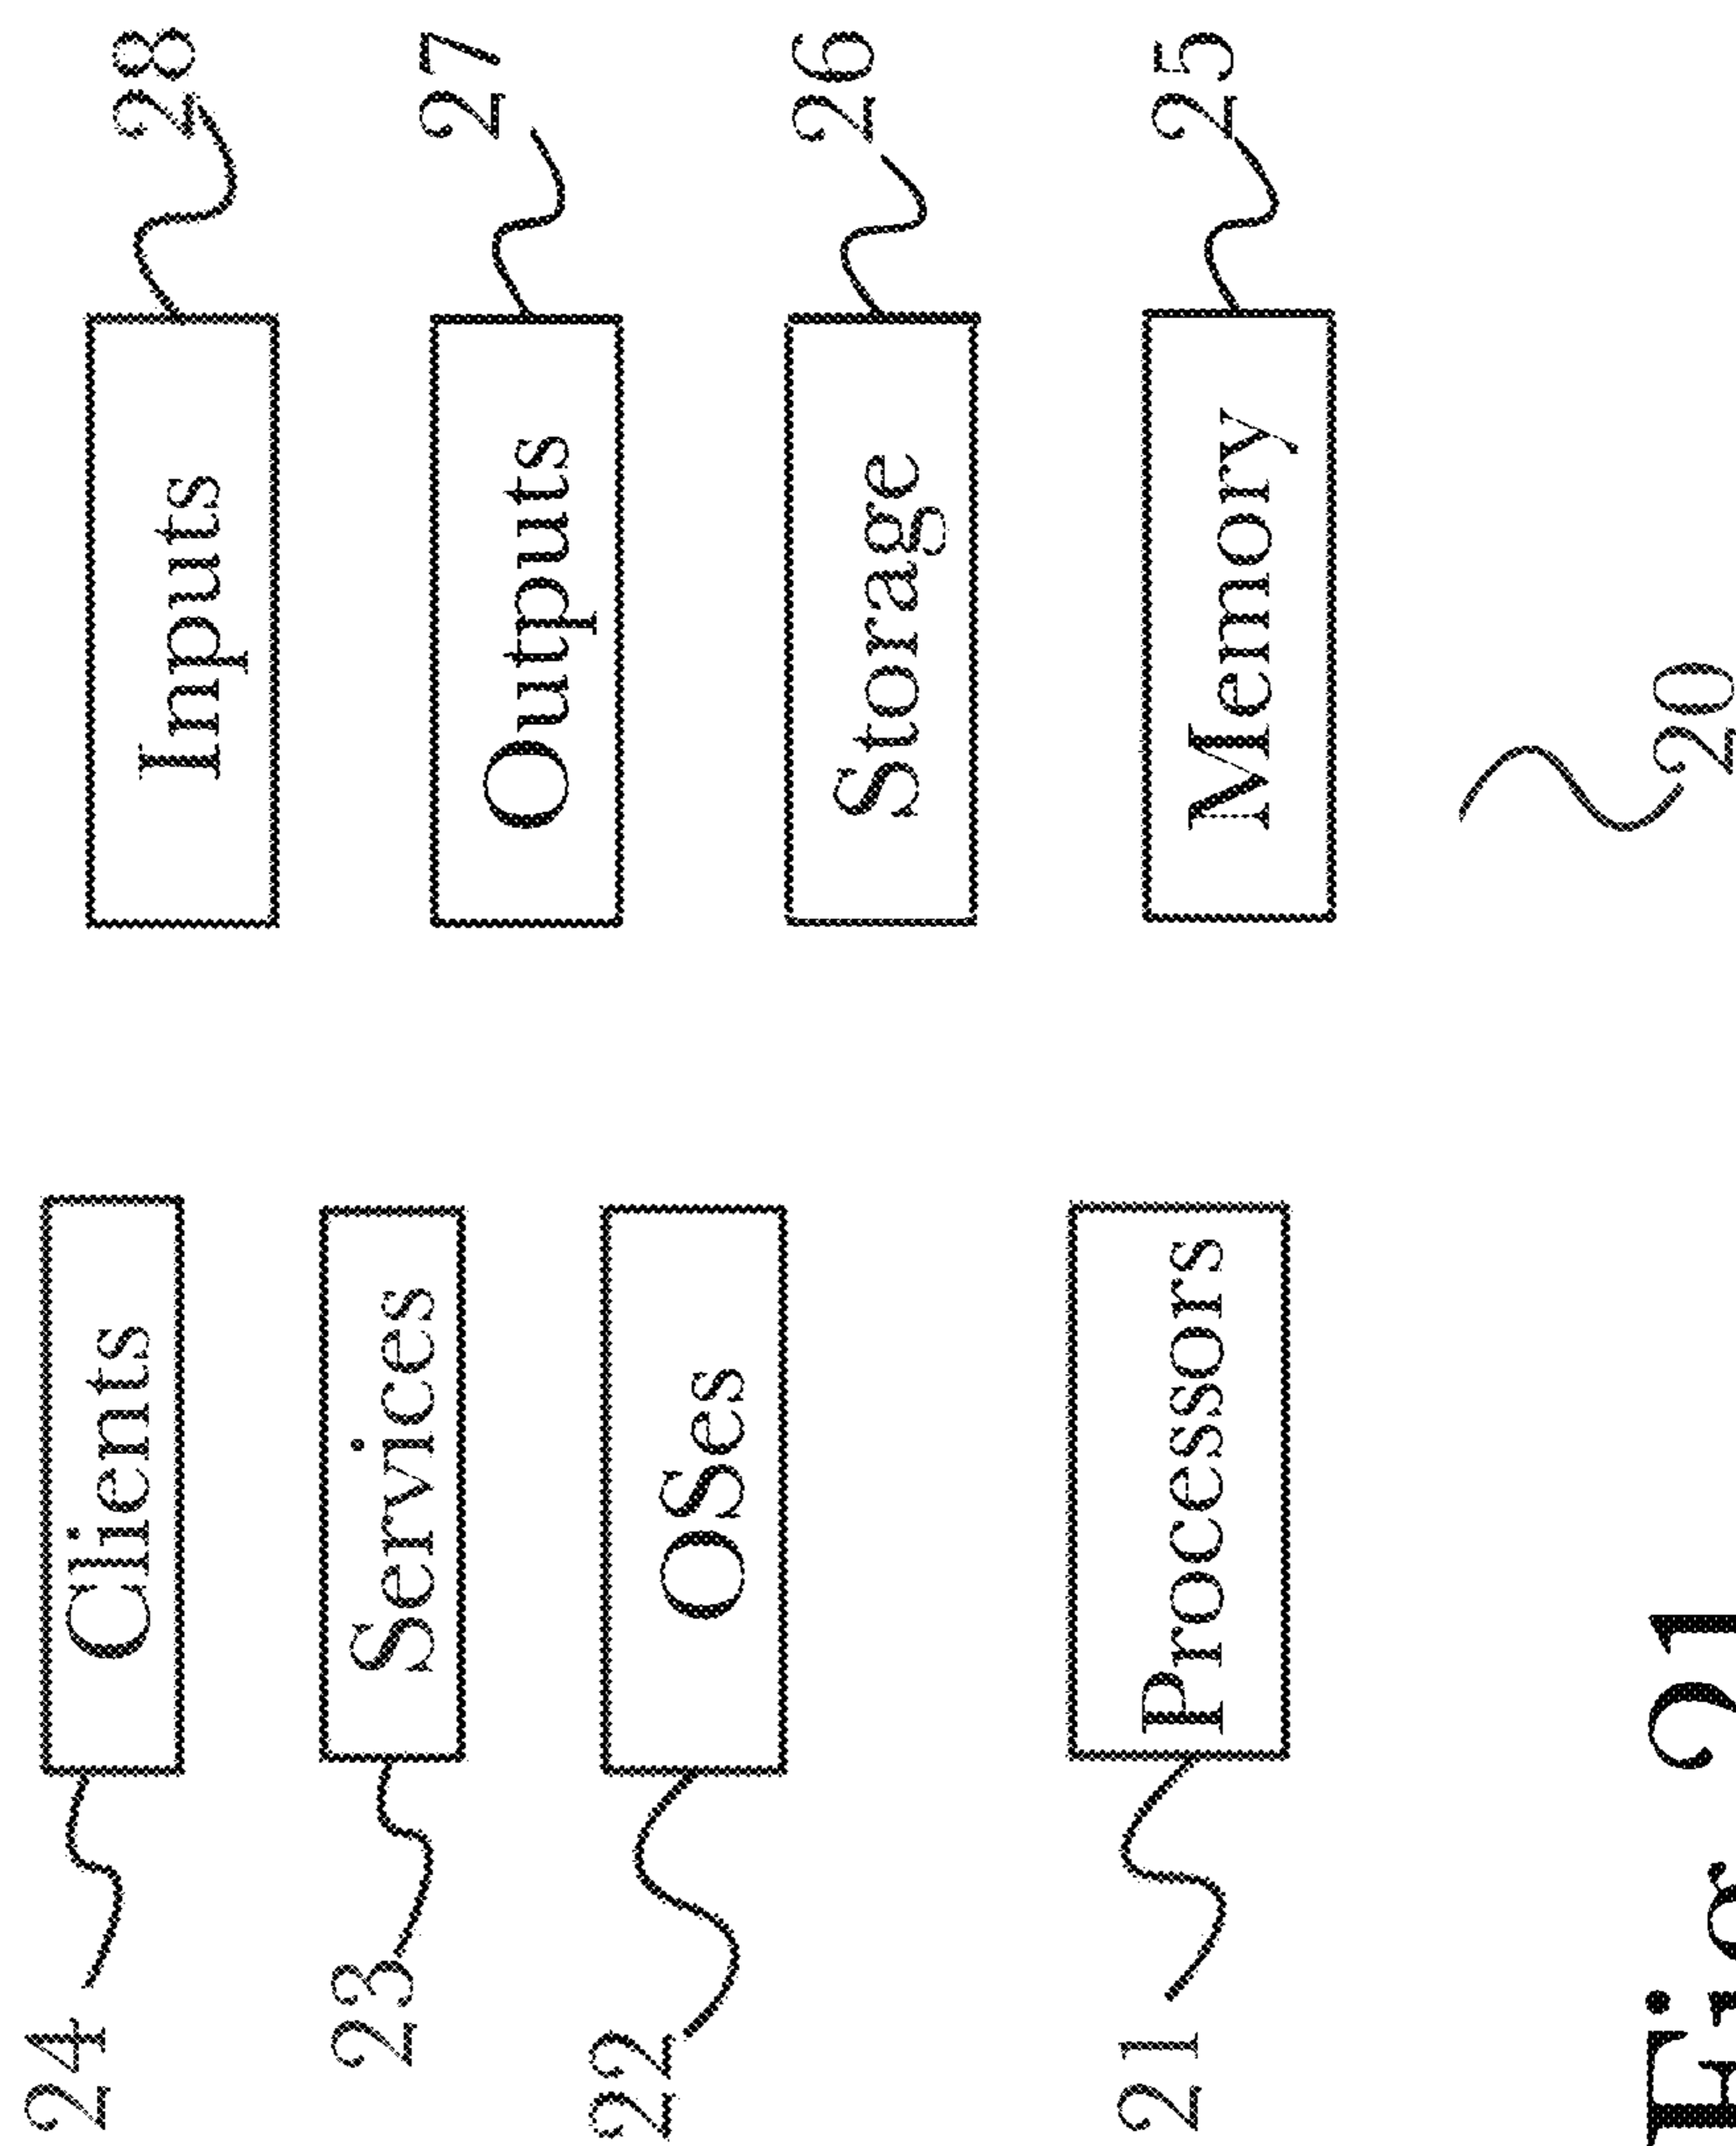 24 Clients Inputs 28
23 Services Outputs 27
22 OSes Storage 26
21 Processors Memory 25
20
Fig 21